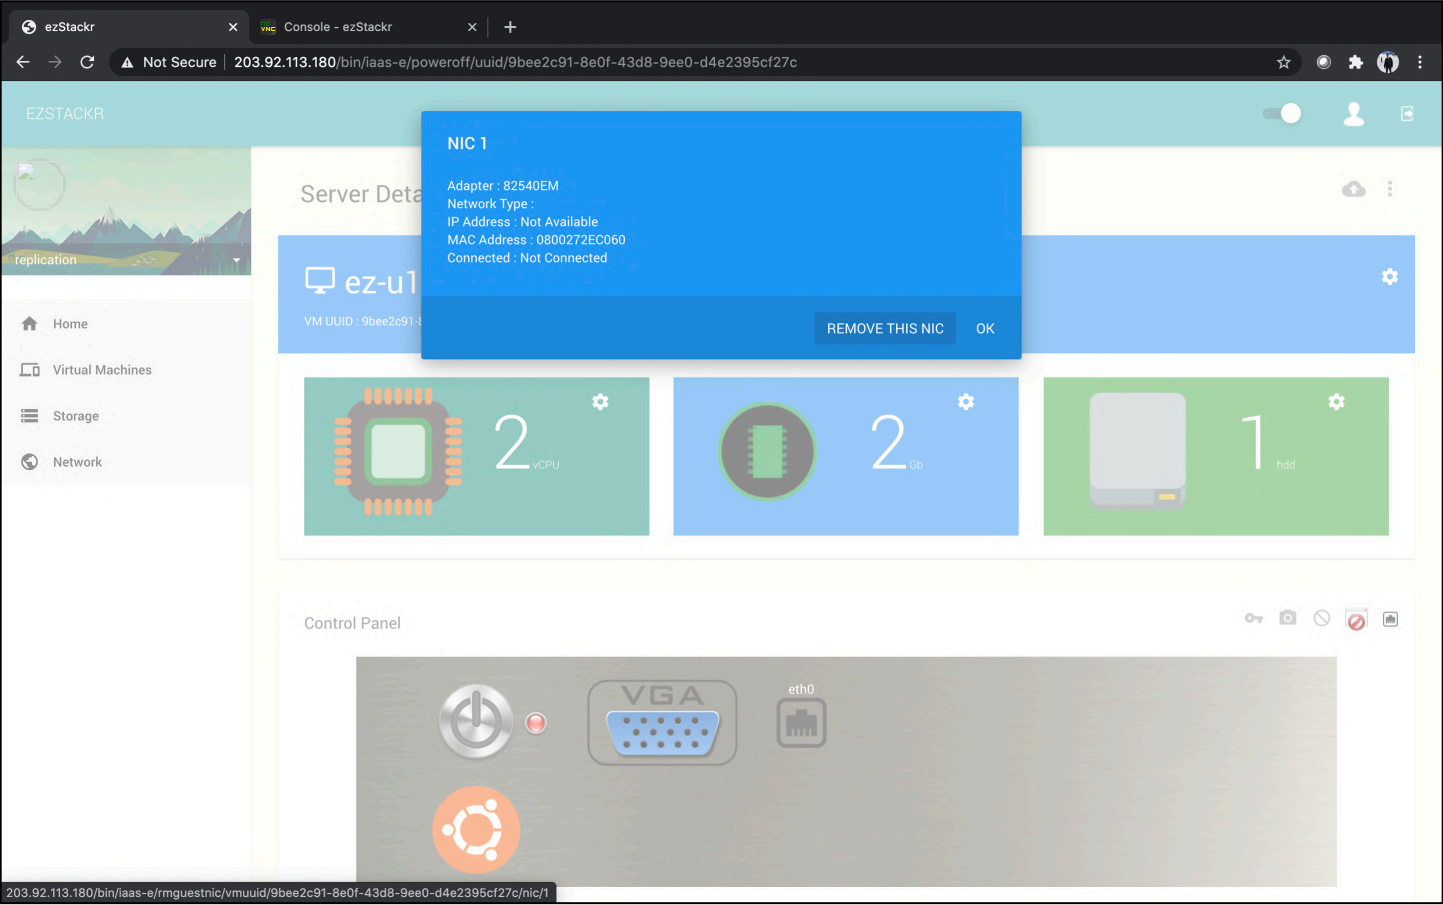 ezStackr
VNC Console - ezStackr
Not Secure 203.92.113.180/bin/iaas-e/poweroff/uuid/9bee2c91-8e0f-43d8-9ee0-d4e2395cf27c
EZSTACKR
NIC 1
Adapter : 82540EM
Network Type :
IP Address : Not Available
MAC Address : 0800272EC060
Connected : Not Connected
REMOVE THIS NIC OK
Server Deta
replication
ez-u1
VM UUID : 9bee2c91-8
Home
Virtual Machines
Storage
Network
2 vCPU
2 Gb
1 hdd
Control Panel
VGA
eth0
203.92.113.180/bin/iaas-e/rmguestnic/vmuuid/9bee2c91-8e0f-43d8-9ee0-d4e2395cf27c/nic/1